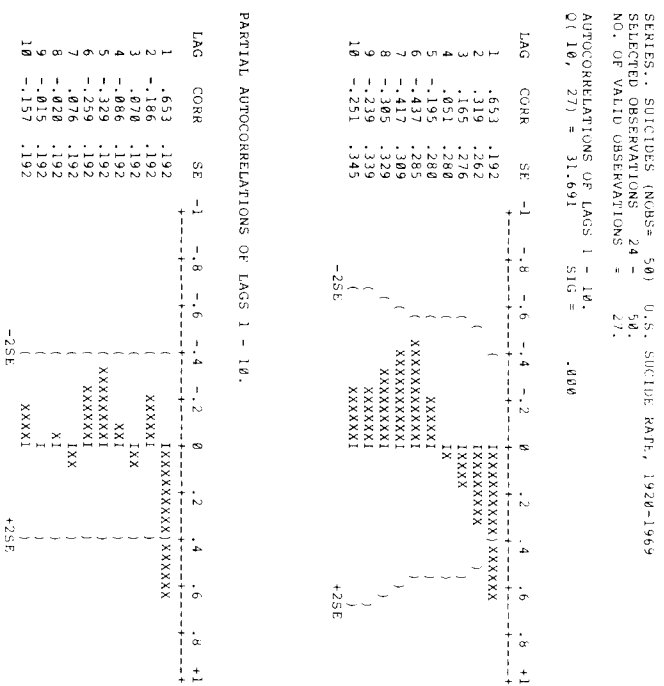 SERIES.. SUICIDES (NOBS= 50) U.S. SUCIDE RATE, 1920-1969
SELECTED OBSERVATIONS 24 - 50.
NO. OF VALID OBSERVATIONS = 27.
AUTOCORRELATIONS OF LAGS 1 - 10.
Q( 10, 27) = 31.691 SIG = .000
LAG CORR SE -1 -.8 -.6 -.4 -.2 0 .2 .4 .6 .8 +1
+----+----+----+----+----+----+----+----+----+----+
1 .653 .192 ( IXXXXXXXXXX)XXXXXX
2 .319 .262 ( IXXXXXXXX )
3 .165 .276 ( IXXXX )
4 .051 .280 ( IX )
5 -.195 .280 ( XXXXXI )
6 -.437 .285 ( XXXXXXXXXXXI )
7 -.417 .309 ( XXXXXXXXXXI )
8 -.305 .329 ( XXXXXXXXI )
9 -.239 .339 ( XXXXXXI )
10 -.251 .345 ( XXXXXXI )
-2SE +2SE
PARTIAL AUTOCORRELATIONS OF LAGS 1 - 10.
LAG CORR SE -1 -.8 -.6 -.4 -.2 0 .2 .4 .6 .8 +1
+----+----+----+----+----+----+----+----+----+----+
1 .653 .192 ( IXXXXXXXXXX)XXXXXX
2 -.186 .192 ( XXXXXI )
3 .070 .192 ( IXX )
4 -.086 .192 ( XXI )
5 -.329 .192 ( XXXXXXXXI )
6 -.259 .192 ( XXXXXXI )
7 .076 .192 ( IXX )
8 -.020 .192 ( XI )
9 -.015 .192 ( I )
10 -.157 .192 ( XXXXI )
-2SE +2SE